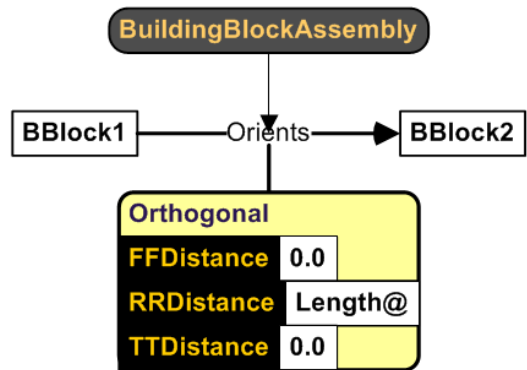 BuildingBlockAssembly
BBlock1 Orients BBlock2
Orthogonal
FFDistance 0.0
RRDistance Length@
TTDistance 0.0